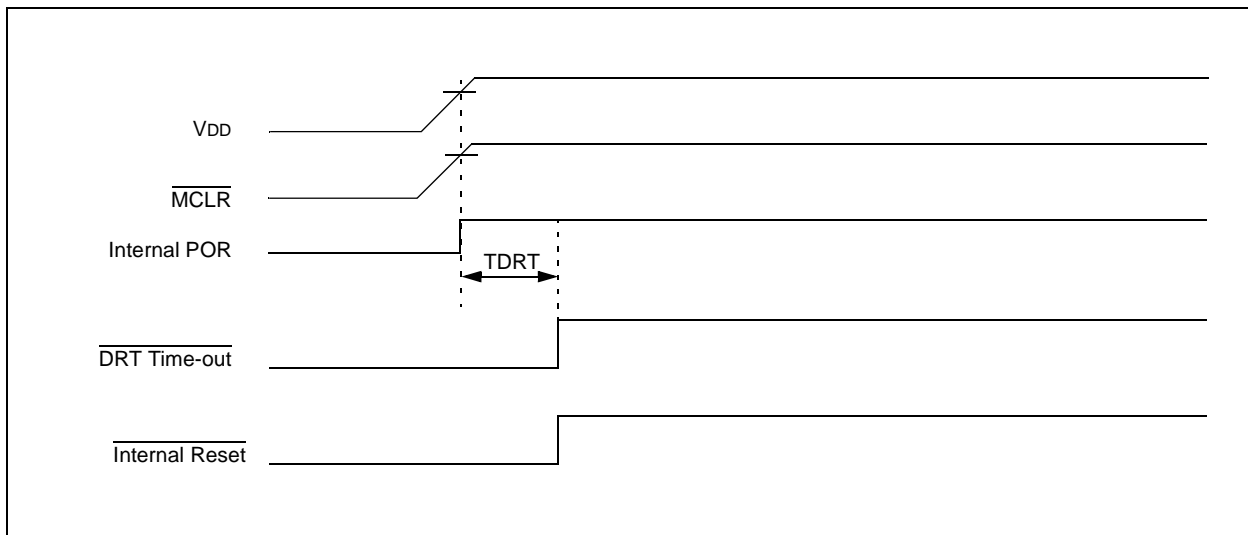 VDD
MCLR
Internal POR
TDRT
DRT Time-out
Internal Reset